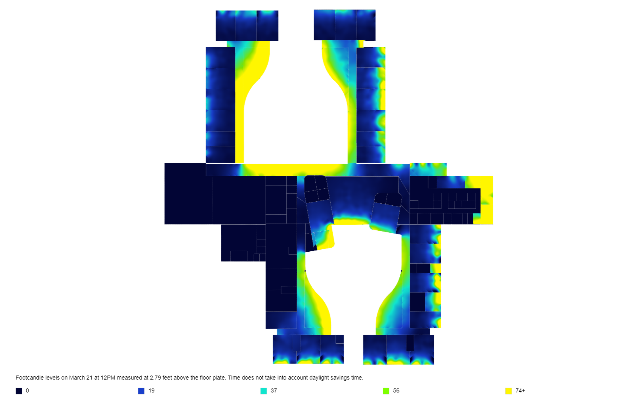 Footcandle levels on March 21 at 12PM measured at 2.79 feet above the floor plate. Time does not take into account daylight savings time.
0 19 37 56 74+